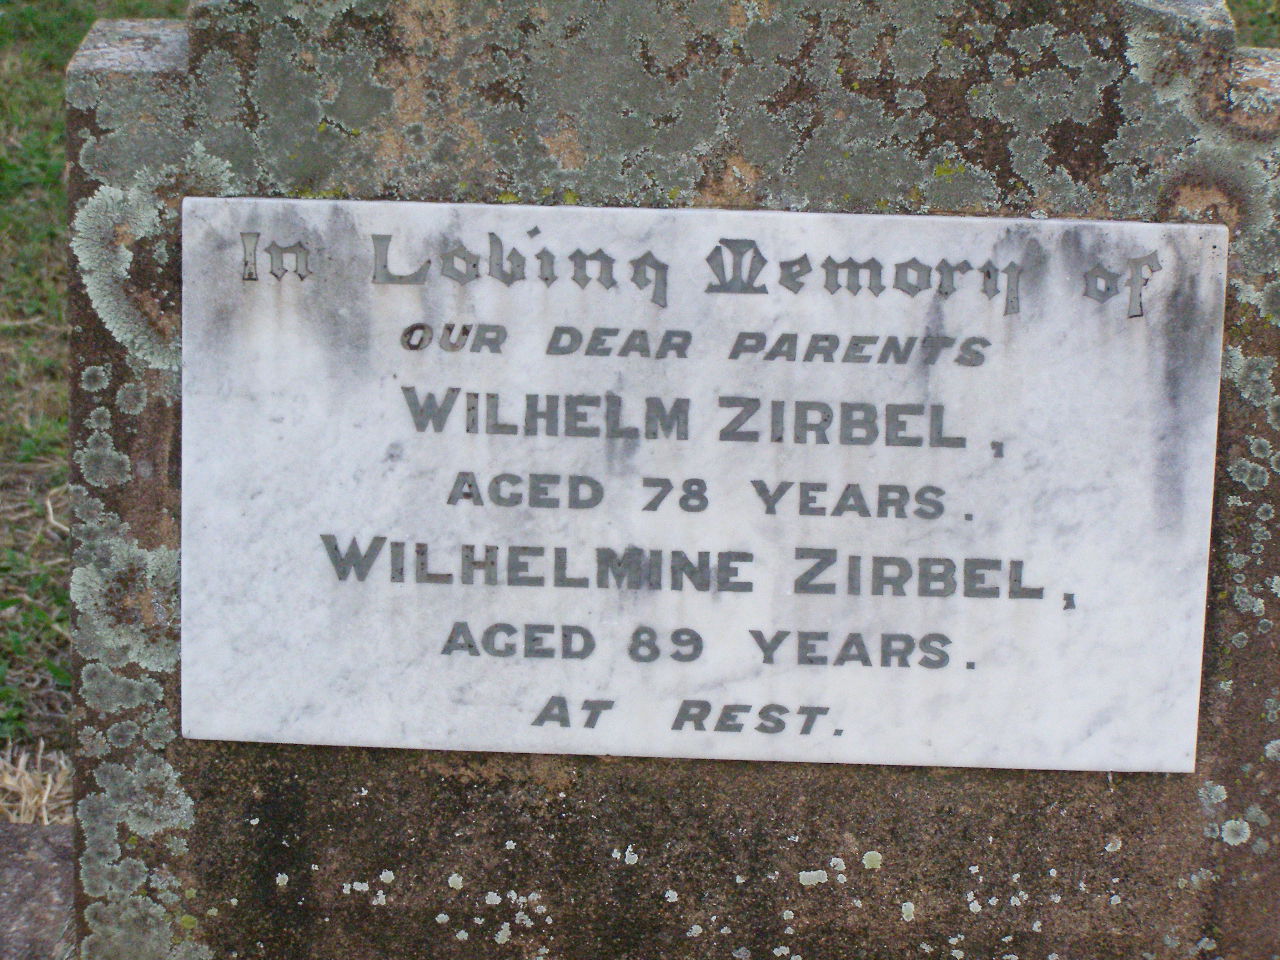 In Loving Memory of
OUR DEAR PARENTS
WILHELM ZIRBEL,
AGED 78 YEARS.
WILHELMINE ZIRBEL,
AGED 89 YEARS.
AT REST.